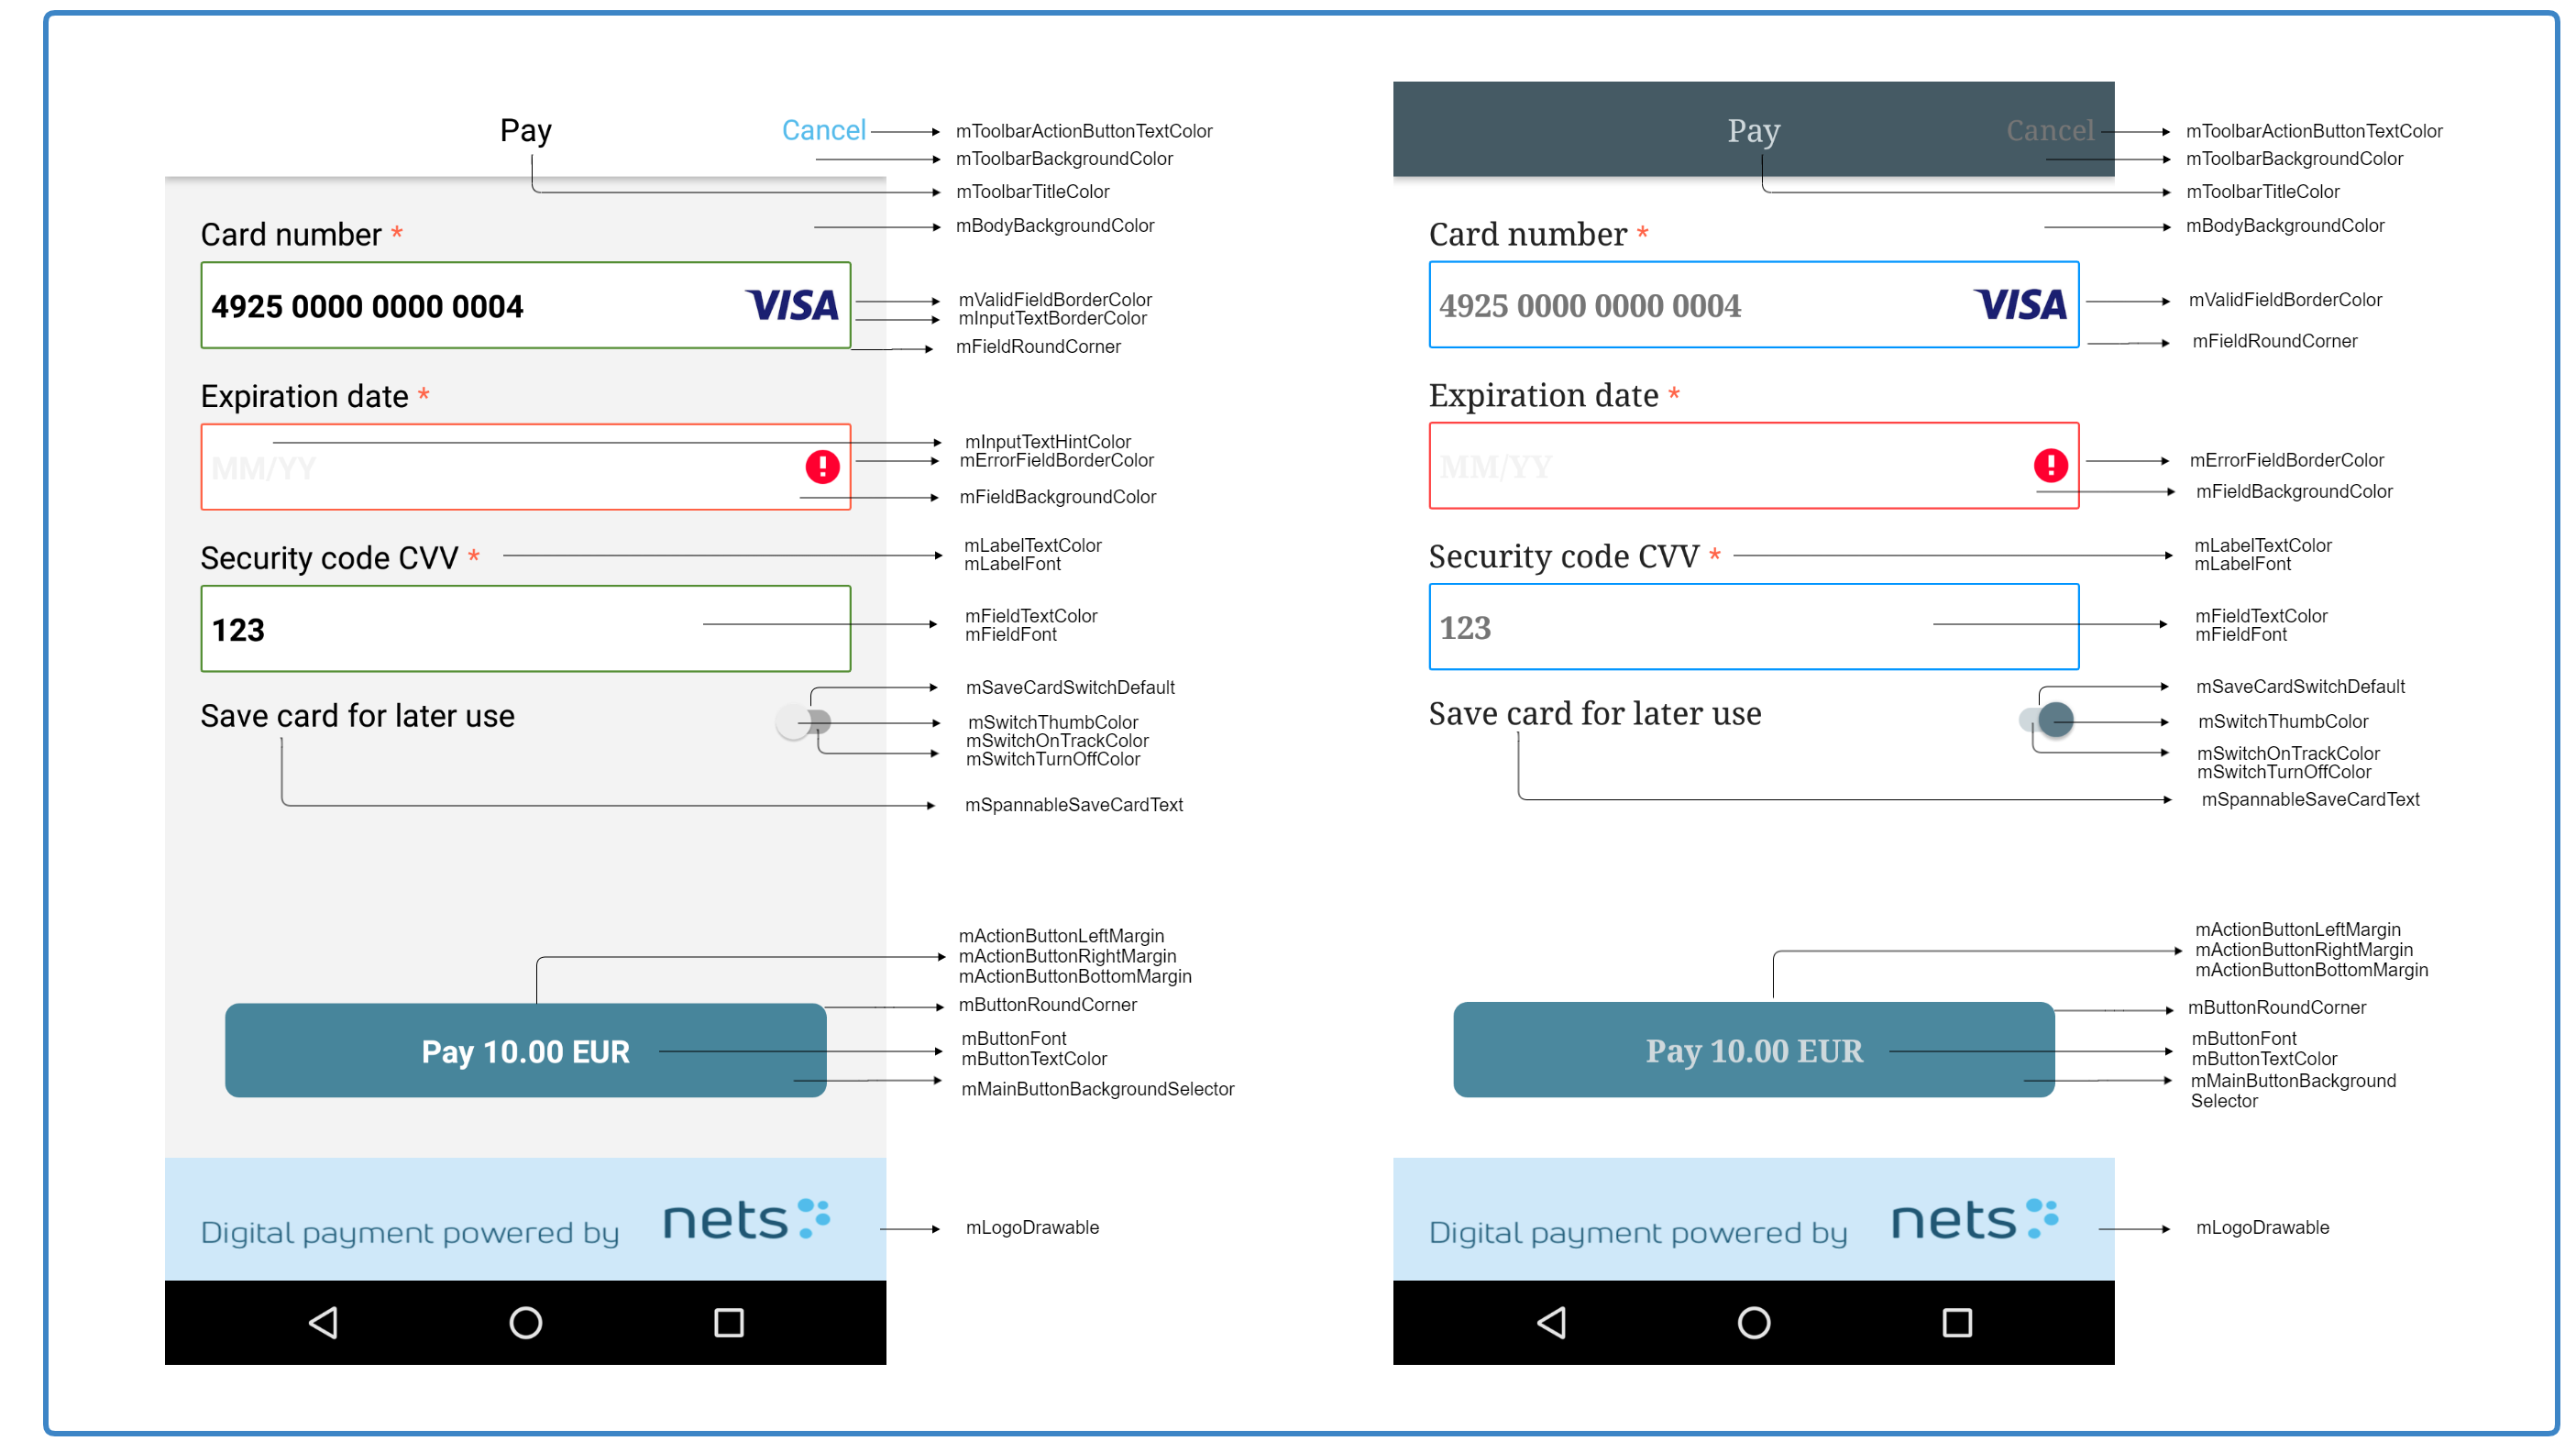 Pay
Cancel
mToolbarActionButtonTextColor
mToolbarBackgroundColor
mToolbarTitleColor
mBodyBackgroundColor
Card number *
4925 0000 0000 0004
VISA
mValidFieldBorderColor
mInputTextBorderColor
mFieldRoundCorner
Expiration date *
MM/YY
mInputTextHintColor
mErrorFieldBorderColor
mFieldBackgroundColor
Security code CVV *
mLabelTextColor
mLabelFont
123
mFieldTextColor
mFieldFont
Save card for later use
mSaveCardSwitchDefault
mSwitchThumbColor
mSwitchOnTrackColor
mSwitchTurnOffColor
mSpannableSaveCardText
mActionButtonLeftMargin
mActionButtonRightMargin
mActionButtonBottomMargin
mButtonRoundCorner
Pay 10.00 EUR
mButtonFont
mButtonTextColor
mMainButtonBackgroundSelector
Digital payment powered by
nets
mLogoDrawable
Pay
Cancel
mToolbarActionButtonTextColor
mToolbarBackgroundColor
mToolbarTitleColor
mBodyBackgroundColor
Card number *
4925 0000 0000 0004
VISA
mValidFieldBorderColor
mFieldRoundCorner
Expiration date *
MM/YY
mErrorFieldBorderColor
mFieldBackgroundColor
Security code CVV *
mLabelTextColor
mLabelFont
123
mFieldTextColor
mFieldFont
Save card for later use
mSaveCardSwitchDefault
mSwitchThumbColor
mSwitchOnTrackColor
mSwitchTurnOffColor
mSpannableSaveCardText
mActionButtonLeftMargin
mActionButtonRightMargin
mActionButtonBottomMargin
mButtonRoundCorner
Pay 10.00 EUR
mButtonFont
mButtonTextColor
mMainButtonBackground
Selector
Digital payment powered by
nets
mLogoDrawable